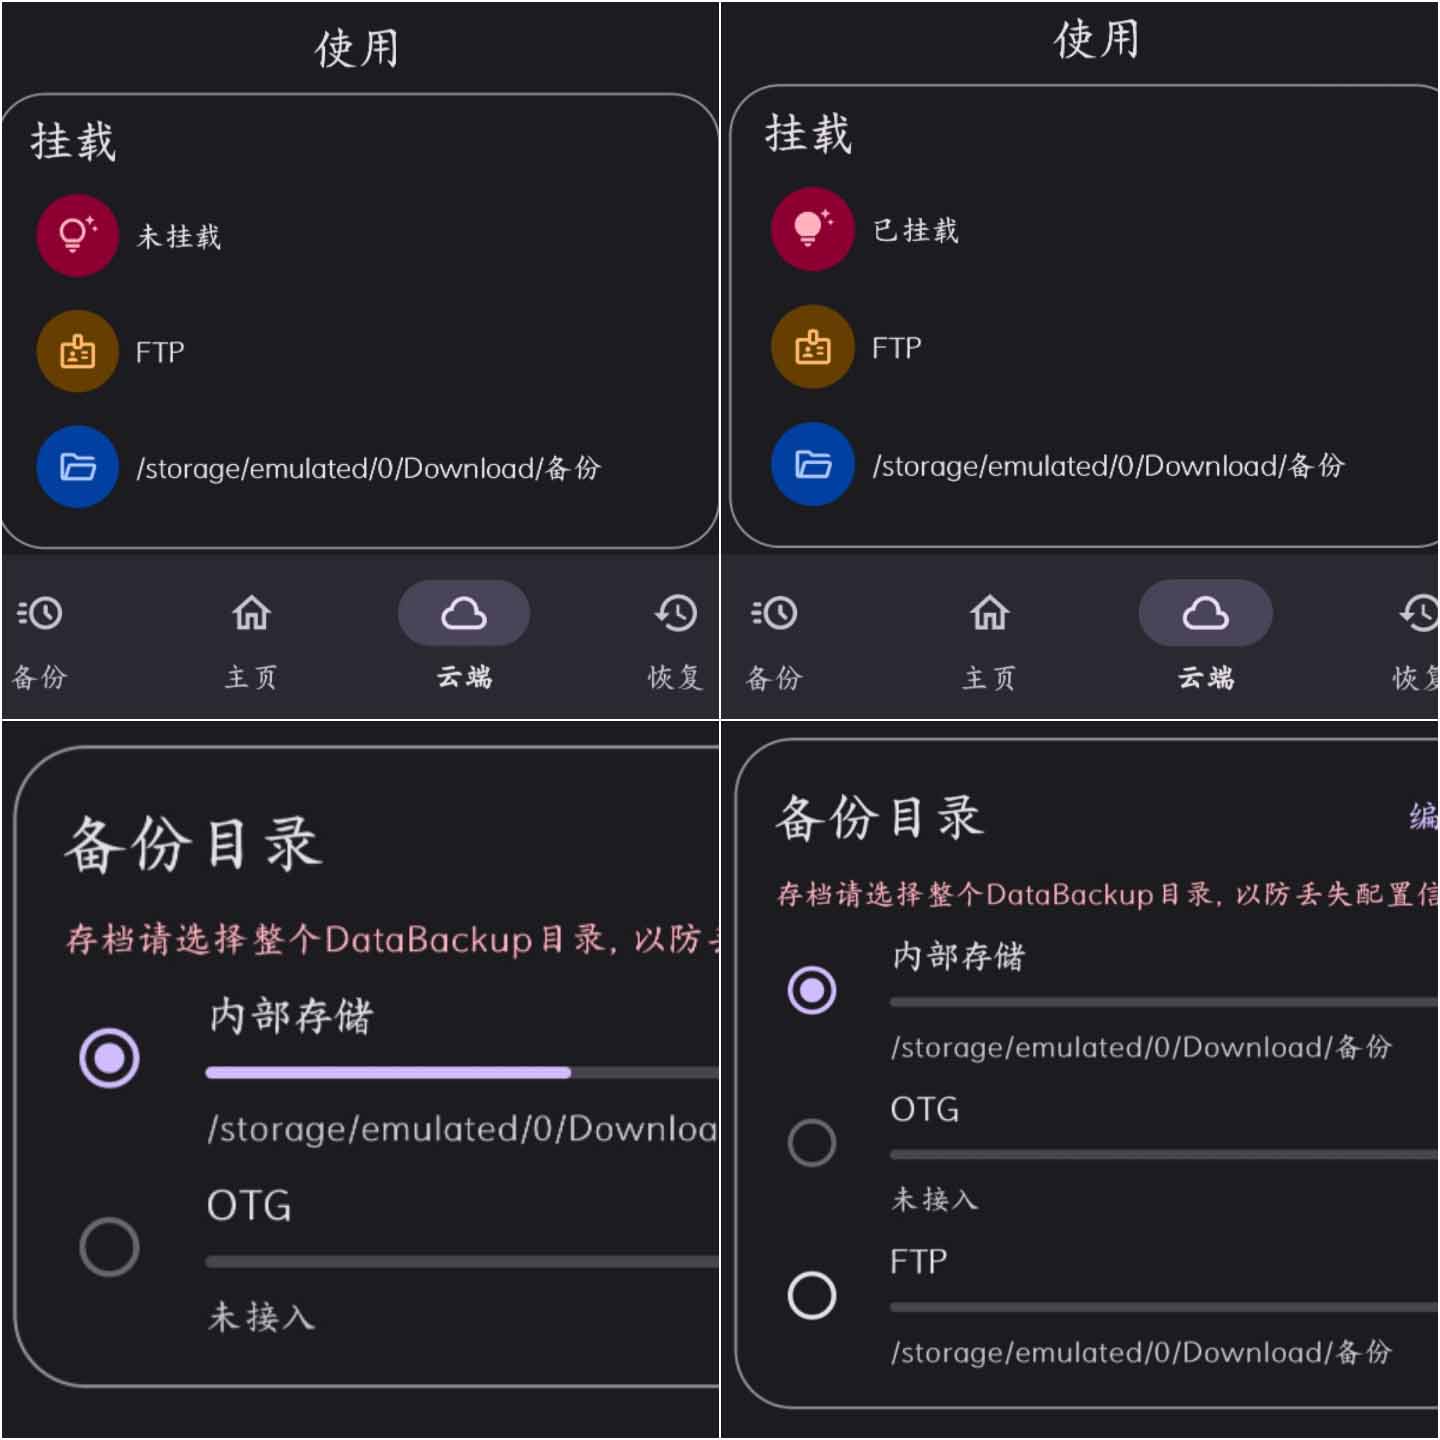 使用
挂载
未挂载
FTP
/storage/emulated/0/Download/备份
备份
主页
云端
恢复
使用
挂载
已挂载
FTP
/storage/emulated/0/Download/备份
备份
主页
云端
恢复
备份目录
存档请选择整个DataBackup目录, 以防
内部存储
/storage/emulated/0/Downloa
OTG
未接入
备份目录
编
存档请选择整个DataBackup目录, 以防丢失配置信
内部存储
/storage/emulated/0/Download/备份
OTG
未接入
FTP
/storage/emulated/0/Download/备份